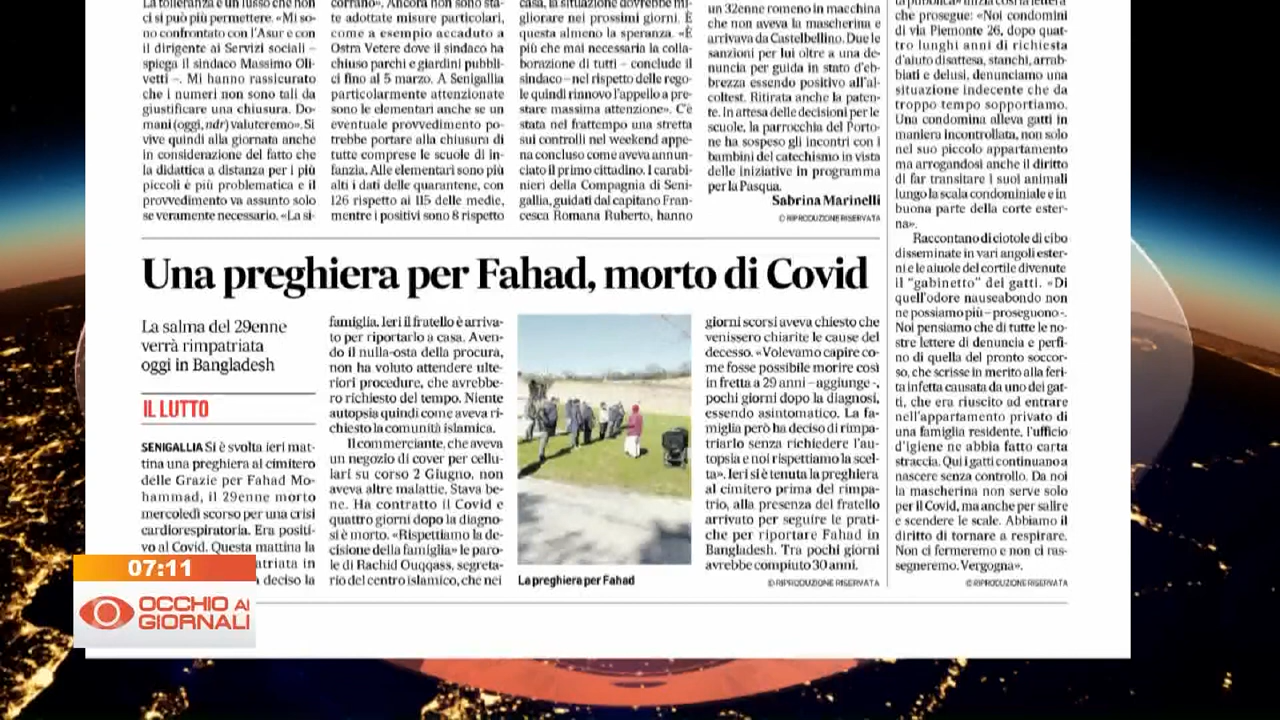 La tolleranza è un lusso che non
ci si può più permettere. «Mi so-
no confrontato con l'Asur e con
il dirigente ai Servizi sociali –
spiega il sindaco Massimo Oli-
vetti –. Mi hanno rassicurato
che i numeri non sono tali da
giustificare una chiusura. Do-
mani (oggi, ndr) valuteremo». Si
vive quindi alla giornata anche
in considerazione del fatto che
la didattica a distanza per i più
piccoli è più problematica e il
provvedimento va assunto solo
se veramente necessario. «La si-
corrano». Ancora non sono sta-
te adottate misure particolari,
come a esempio accaduto a
Ostra Vetere dove il sindaco ha
chiuso parchi e giardini pubbli-
ci fino al 5 marzo. A Senigallia
particolarmente attenzionate
sono le elementari anche se un
eventuale provvedimento po-
trebbe portare alla chiusura di
tutte comprese le scuole di in-
fanzia. Alle elementari sono più
alti i dati delle quarantene, con
126 rispetto ai 115 delle medie,
mentre i positivi sono 8 rispetto
casa, la situazione dovrebbe mi-
gliorare nei prossimi giorni. È
questa almeno la speranza. «È
più che mai necessaria la colla-
borazione di tutti – conclude il
sindaco – nel rispetto delle rego-
le quindi rinnovo l'appello a pre-
stare massima attenzione». C'è
stata nel frattempo una stretta
sui controlli nel weekend appe-
na concluso come aveva annun-
ciato il primo cittadino. I carabi-
nieri della Compagnia di Seni-
gallia, guidati dal capitano Fran-
cesca Romana Ruberto, hanno
un 32enne romeno in macchina
che non aveva la mascherina e
arrivava da Castelbellino. Due le
sanzioni per lui oltre a una de-
nuncia per guida in stato d'eb-
brezza essendo positivo all'al-
coltest. Ritirata anche la paten-
te. In attesa delle decisioni per le
scuole, la parrocchia del Porto-
ne ha sospeso gli incontri con i
bambini del catechismo in vista
delle iniziative in programma
per la Pasqua.
Sabrina Marinelli
© RIPRODUZIONE RISERVATA
Una preghiera per Fahad, morto di Covid
La salma del 29enne
verrà rimpatriata
oggi in Bangladesh
IL LUTTO
SENIGALLIA Si è svolta ieri mat-
tina una preghiera al cimitero
delle Grazie per Fahad Mo-
hammad, il 29enne morto
mercoledì scorso per una crisi
cardiorespiratoria. Era positi-
vo al Covid. Questa mattina la
atriata in
deciso la
famiglia. Ieri il fratello è arriva-
to per riportarlo a casa. Aven-
do il nulla-osta della procura,
non ha voluto attendere ulte-
riori procedure, che avrebbe-
ro richiesto del tempo. Niente
autopsia quindi come aveva ri-
chiesto la comunità islamica.
Il commerciante, che aveva
un negozio di cover per cellu-
lari su corso 2 Giugno, non
aveva altre malattie. Stava be-
ne. Ha contratto il Covid e
quattro giorni dopo la diagno-
si è morto. «Rispettiamo la de-
cisione della famiglia» le paro-
le di Rachid Ouqqass, segreta-
rio del centro islamico, che nei
La preghiera per Fahad
giorni scorsi aveva chiesto che
venissero chiarite le cause del
decesso. «Volevamo capire co-
me fosse possibile morire così
in fretta a 29 anni – aggiunge -,
pochi giorni dopo la diagnosi,
essendo asintomatico. La fa-
miglia però ha deciso di rimpa-
triarlo senza richiedere l'au-
topsia e noi rispettiamo la scel-
ta». Ieri si è tenuta la preghiera
al cimitero prima del rimpa-
trio, alla presenza del fratello
arrivato per seguire le prati-
che per riportare Fahad in
Bangladesh. Tra pochi giorni
avrebbe compiuto 30 anni.
© RIPRODUZIONE RISERVATA
che prosegue: «Noi condomini
di via Piemonte 26, dopo quat-
tro lunghi anni di richiesta
d'aiuto disattesa, stanchi, arrab-
biati e delusi, denunciamo una
situazione indecente che da
troppo tempo sopportiamo.
Una condomina alleva gatti in
maniera incontrollata, non solo
nel suo piccolo appartamento
ma arrogandosi anche il diritto
di far transitare i suoi animali
lungo la scala condominiale e in
buona parte della corte ester-
na».
Raccontano di ciotole di cibo
disseminate in vari angoli ester-
ni e le aiuole del cortile divenute
il “gabinetto” dei gatti. «Di
quell'odore nauseabondo non
ne possiamo più – proseguono -.
Noi pensiamo che di tutte le no-
stre lettere di denuncia e perfi-
no di quella del pronto soccor-
so, che scrisse in merito alla feri-
ta infetta causata da uno dei gat-
ti, che era riuscito ad entrare
nell'appartamento privato di
una famiglia residente, l'ufficio
d'igiene ne abbia fatto carta
straccia. Qui i gatti continuano a
nascere senza controllo. Da noi
la mascherina non serve solo
per il Covid, ma anche per salire
e scendere le scale. Abbiamo il
diritto di tornare a respirare.
Non ci fermeremo e non ci ras-
segneremo. Vergogna».
© RIPRODUZIONE RISERVATA
07:11
OCCHIO AI
GIORNALI